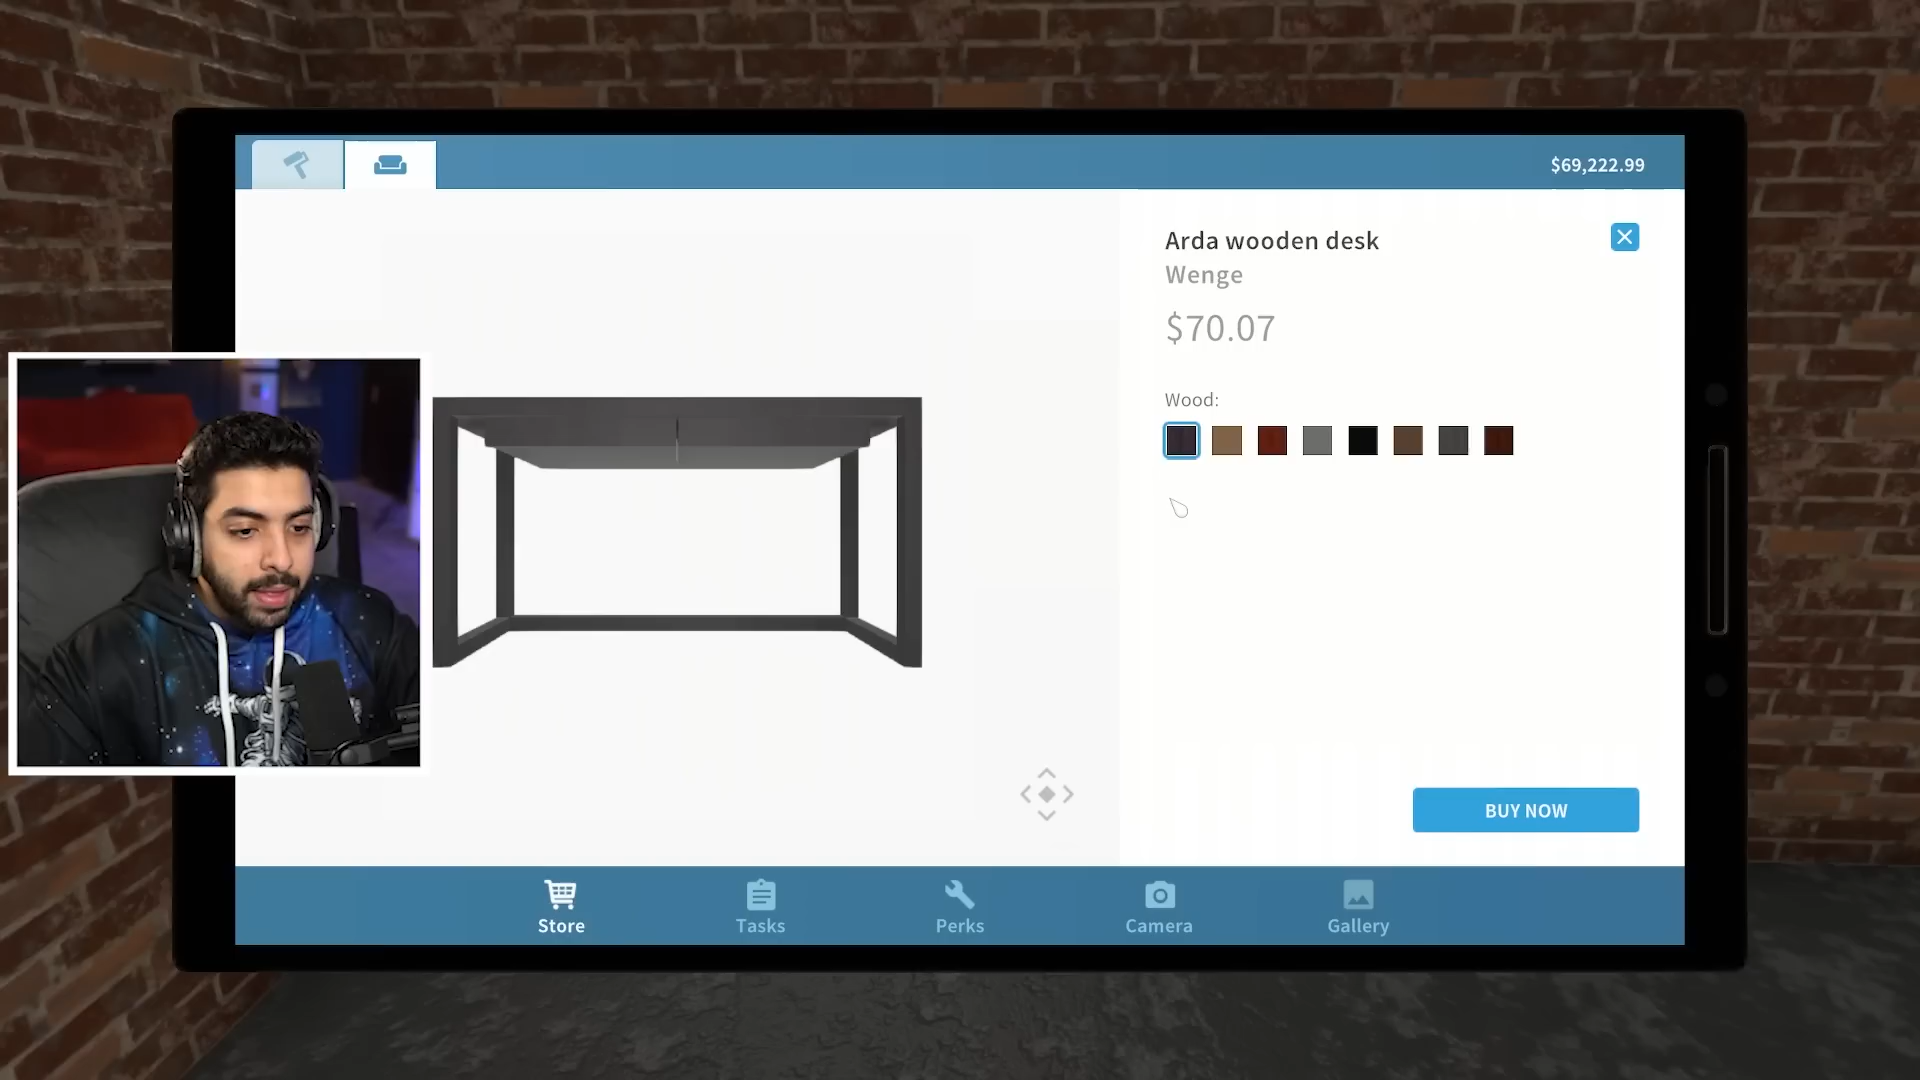 $69,222.99
Arda wooden desk
Wenge
$70.07
Wood:
BUY NOW
Store
Tasks
Perks
Camera
Gallery